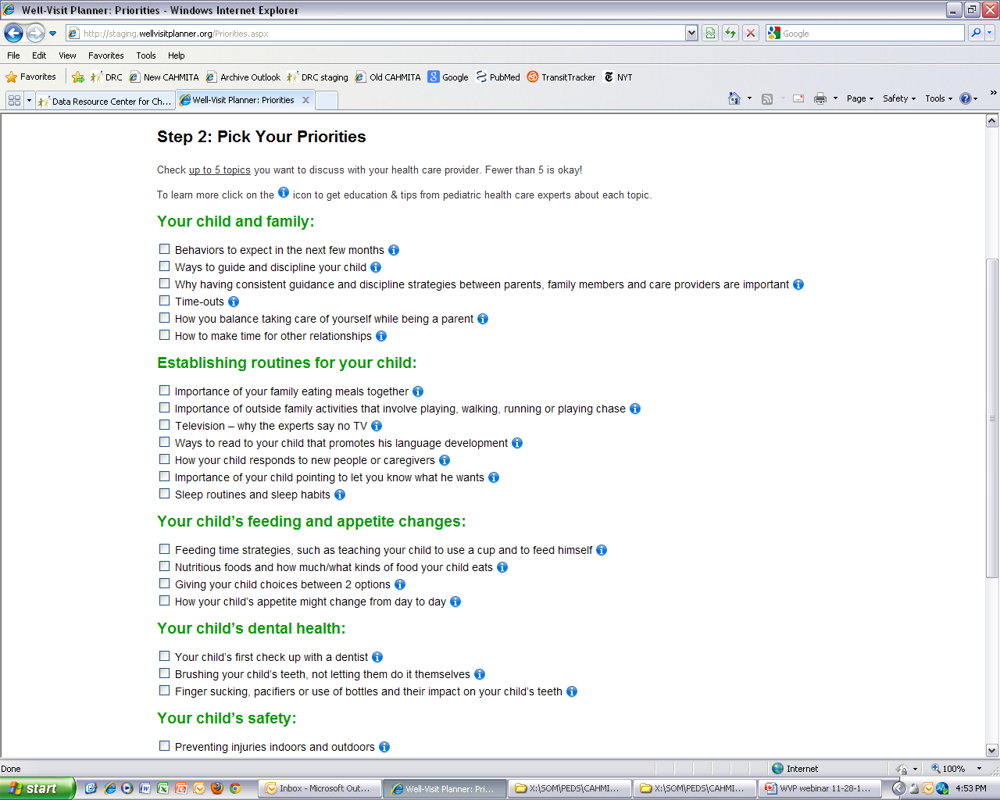 Well-Visit Planner: Priorities - Windows Internet Explorer
http://staging.wellvisitplanner.org/Priorities.aspx
Google
File Edit View Favorites Tools Help
Favorites DRC New CAHMITA Archive Outlook DRC staging Old CAHMITA Google PubMed TransitTracker NYT
Data Resource Center for Ch... Well-Visit Planner: Priorities Page Safety Tools
Step 2: Pick Your Priorities
Check up to 5 topics you want to discuss with your health care provider. Fewer than 5 is okay!
To learn more click on the icon to get education & tips from pediatric health care experts about each topic.
Your child and family:
Behaviors to expect in the next few months
Ways to guide and discipline your child
Why having consistent guidance and discipline strategies between parents, family members and care providers are important
Time-outs
How you balance taking care of yourself while being a parent
How to make time for other relationships
Establishing routines for your child:
Importance of your family eating meals together
Importance of outside family activities that involve playing, walking, running or playing chase
Television – why the experts say no TV
Ways to read to your child that promotes his language development
How your child responds to new people or caregivers
Importance of your child pointing to let you know what he wants
Sleep routines and sleep habits
Your child's feeding and appetite changes:
Feeding time strategies, such as teaching your child to use a cup and to feed himself
Nutritious foods and how much/what kinds of food your child eats
Giving your child choices between 2 options
How your child's appetite might change from day to day
Your child's dental health:
Your child's first check up with a dentist
Brushing your child's teeth, not letting them do it themselves
Finger sucking, pacifiers or use of bottles and their impact on your child's teeth
Your child's safety:
Preventing injuries indoors and outdoors
Done Internet 100%
start Inbox - Microsoft Out... Well-Visit Planner: Pri... X:\SOM\PEDS\CAHMI... X:\SOM\PEDS\CAHMI... WVP webinar 11-28-1... 4:53 PM